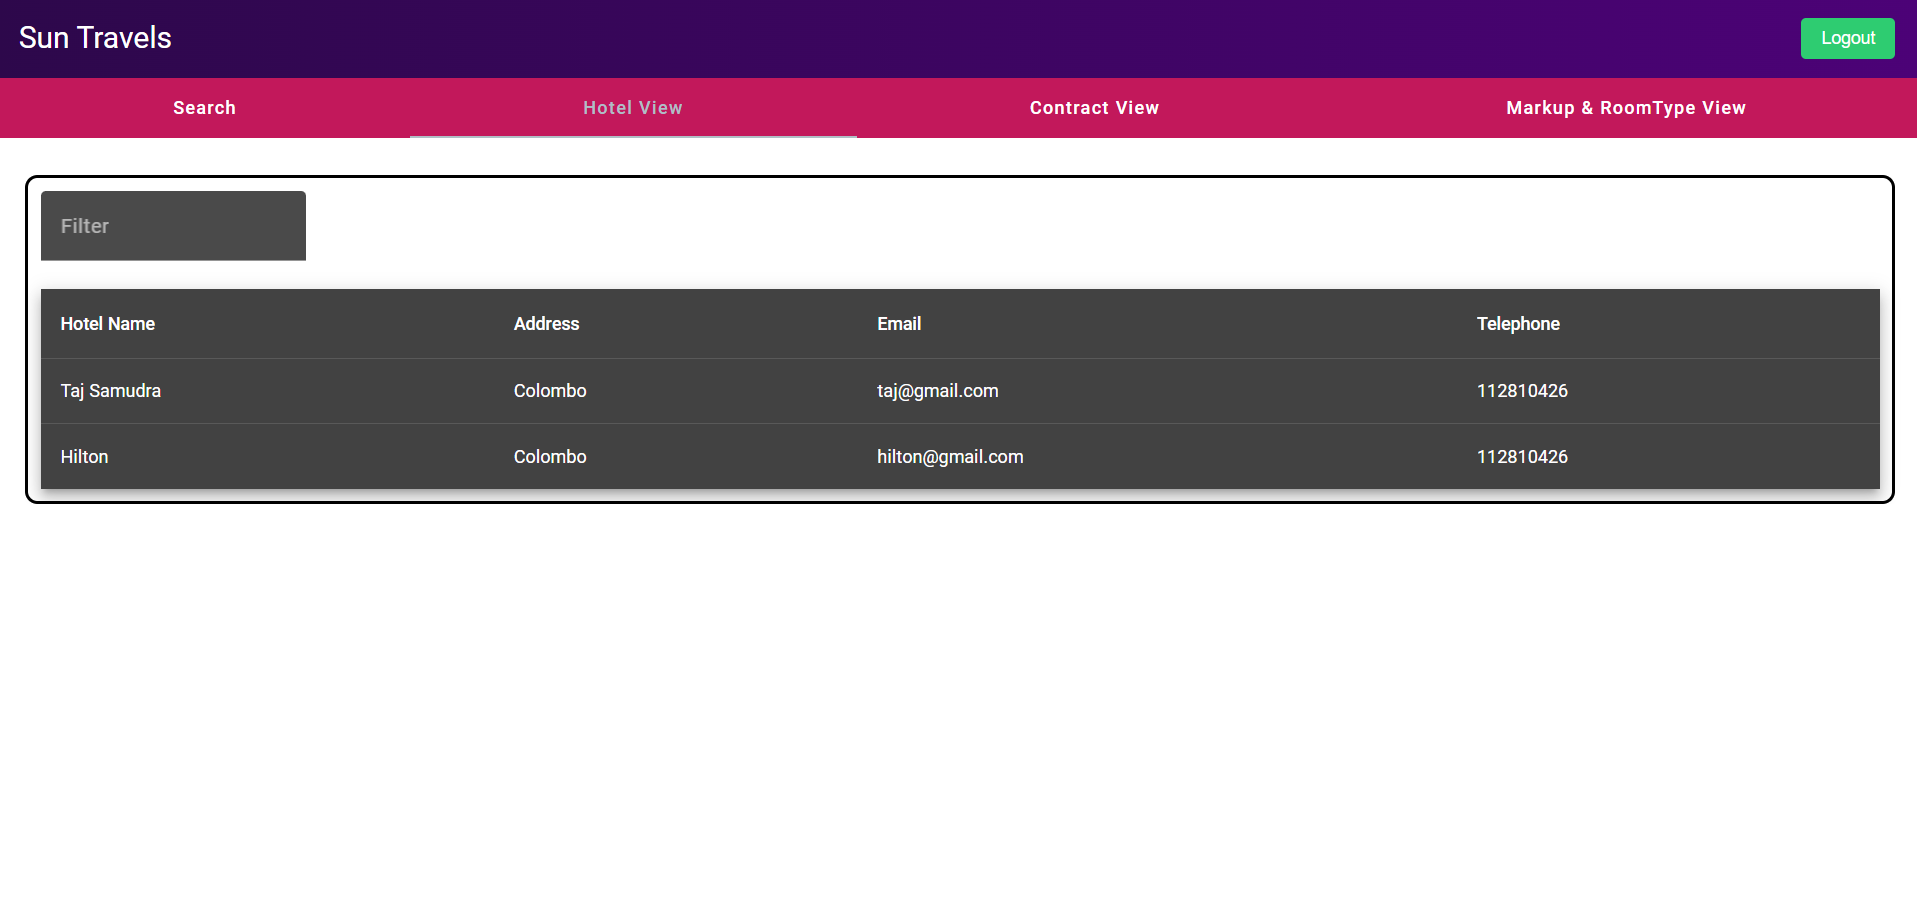 Sun Travels Logout
Search Hotel View Contract View Markup & RoomType View
Filter
Hotel Name Address Email Telephone
Taj Samudra Colombo taj@gmail.com 112810426
Hilton Colombo hilton@gmail.com 112810426